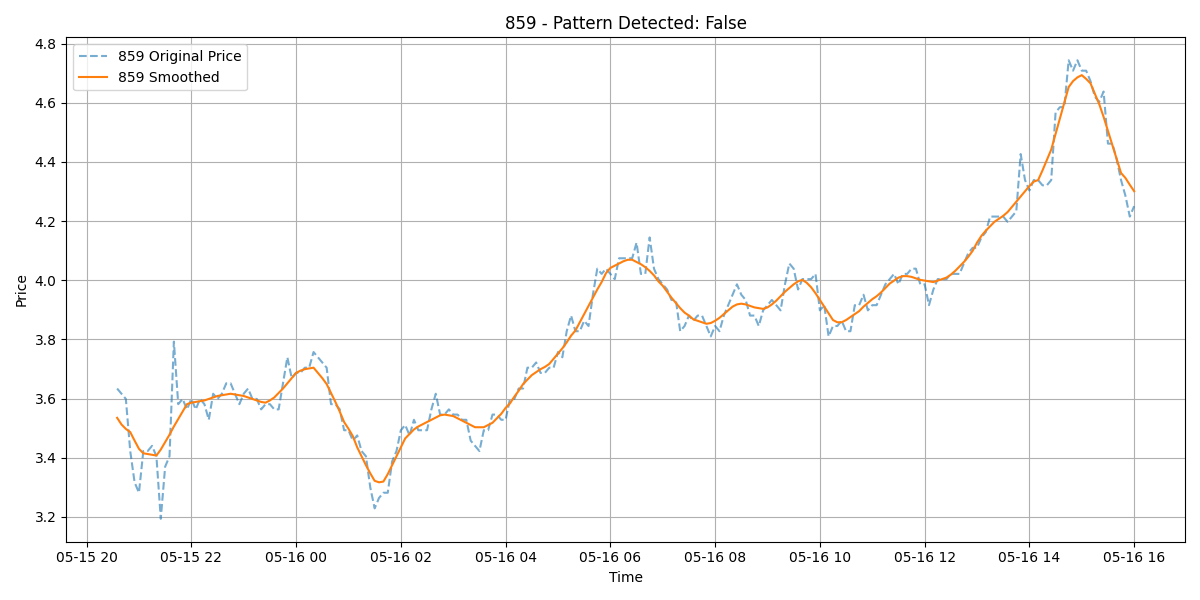 859 - Pattern Detected: False
859 Original Price
859 Smoothed
4.8
4.6
4.4
4.2
4.0
3.8
3.6
3.4
3.2
Price
05-15 20 05-15 22 05-16 00 05-16 02 05-16 04 05-16 06 05-16 08 05-16 10 05-16 12 05-16 14 05-16 16
Time